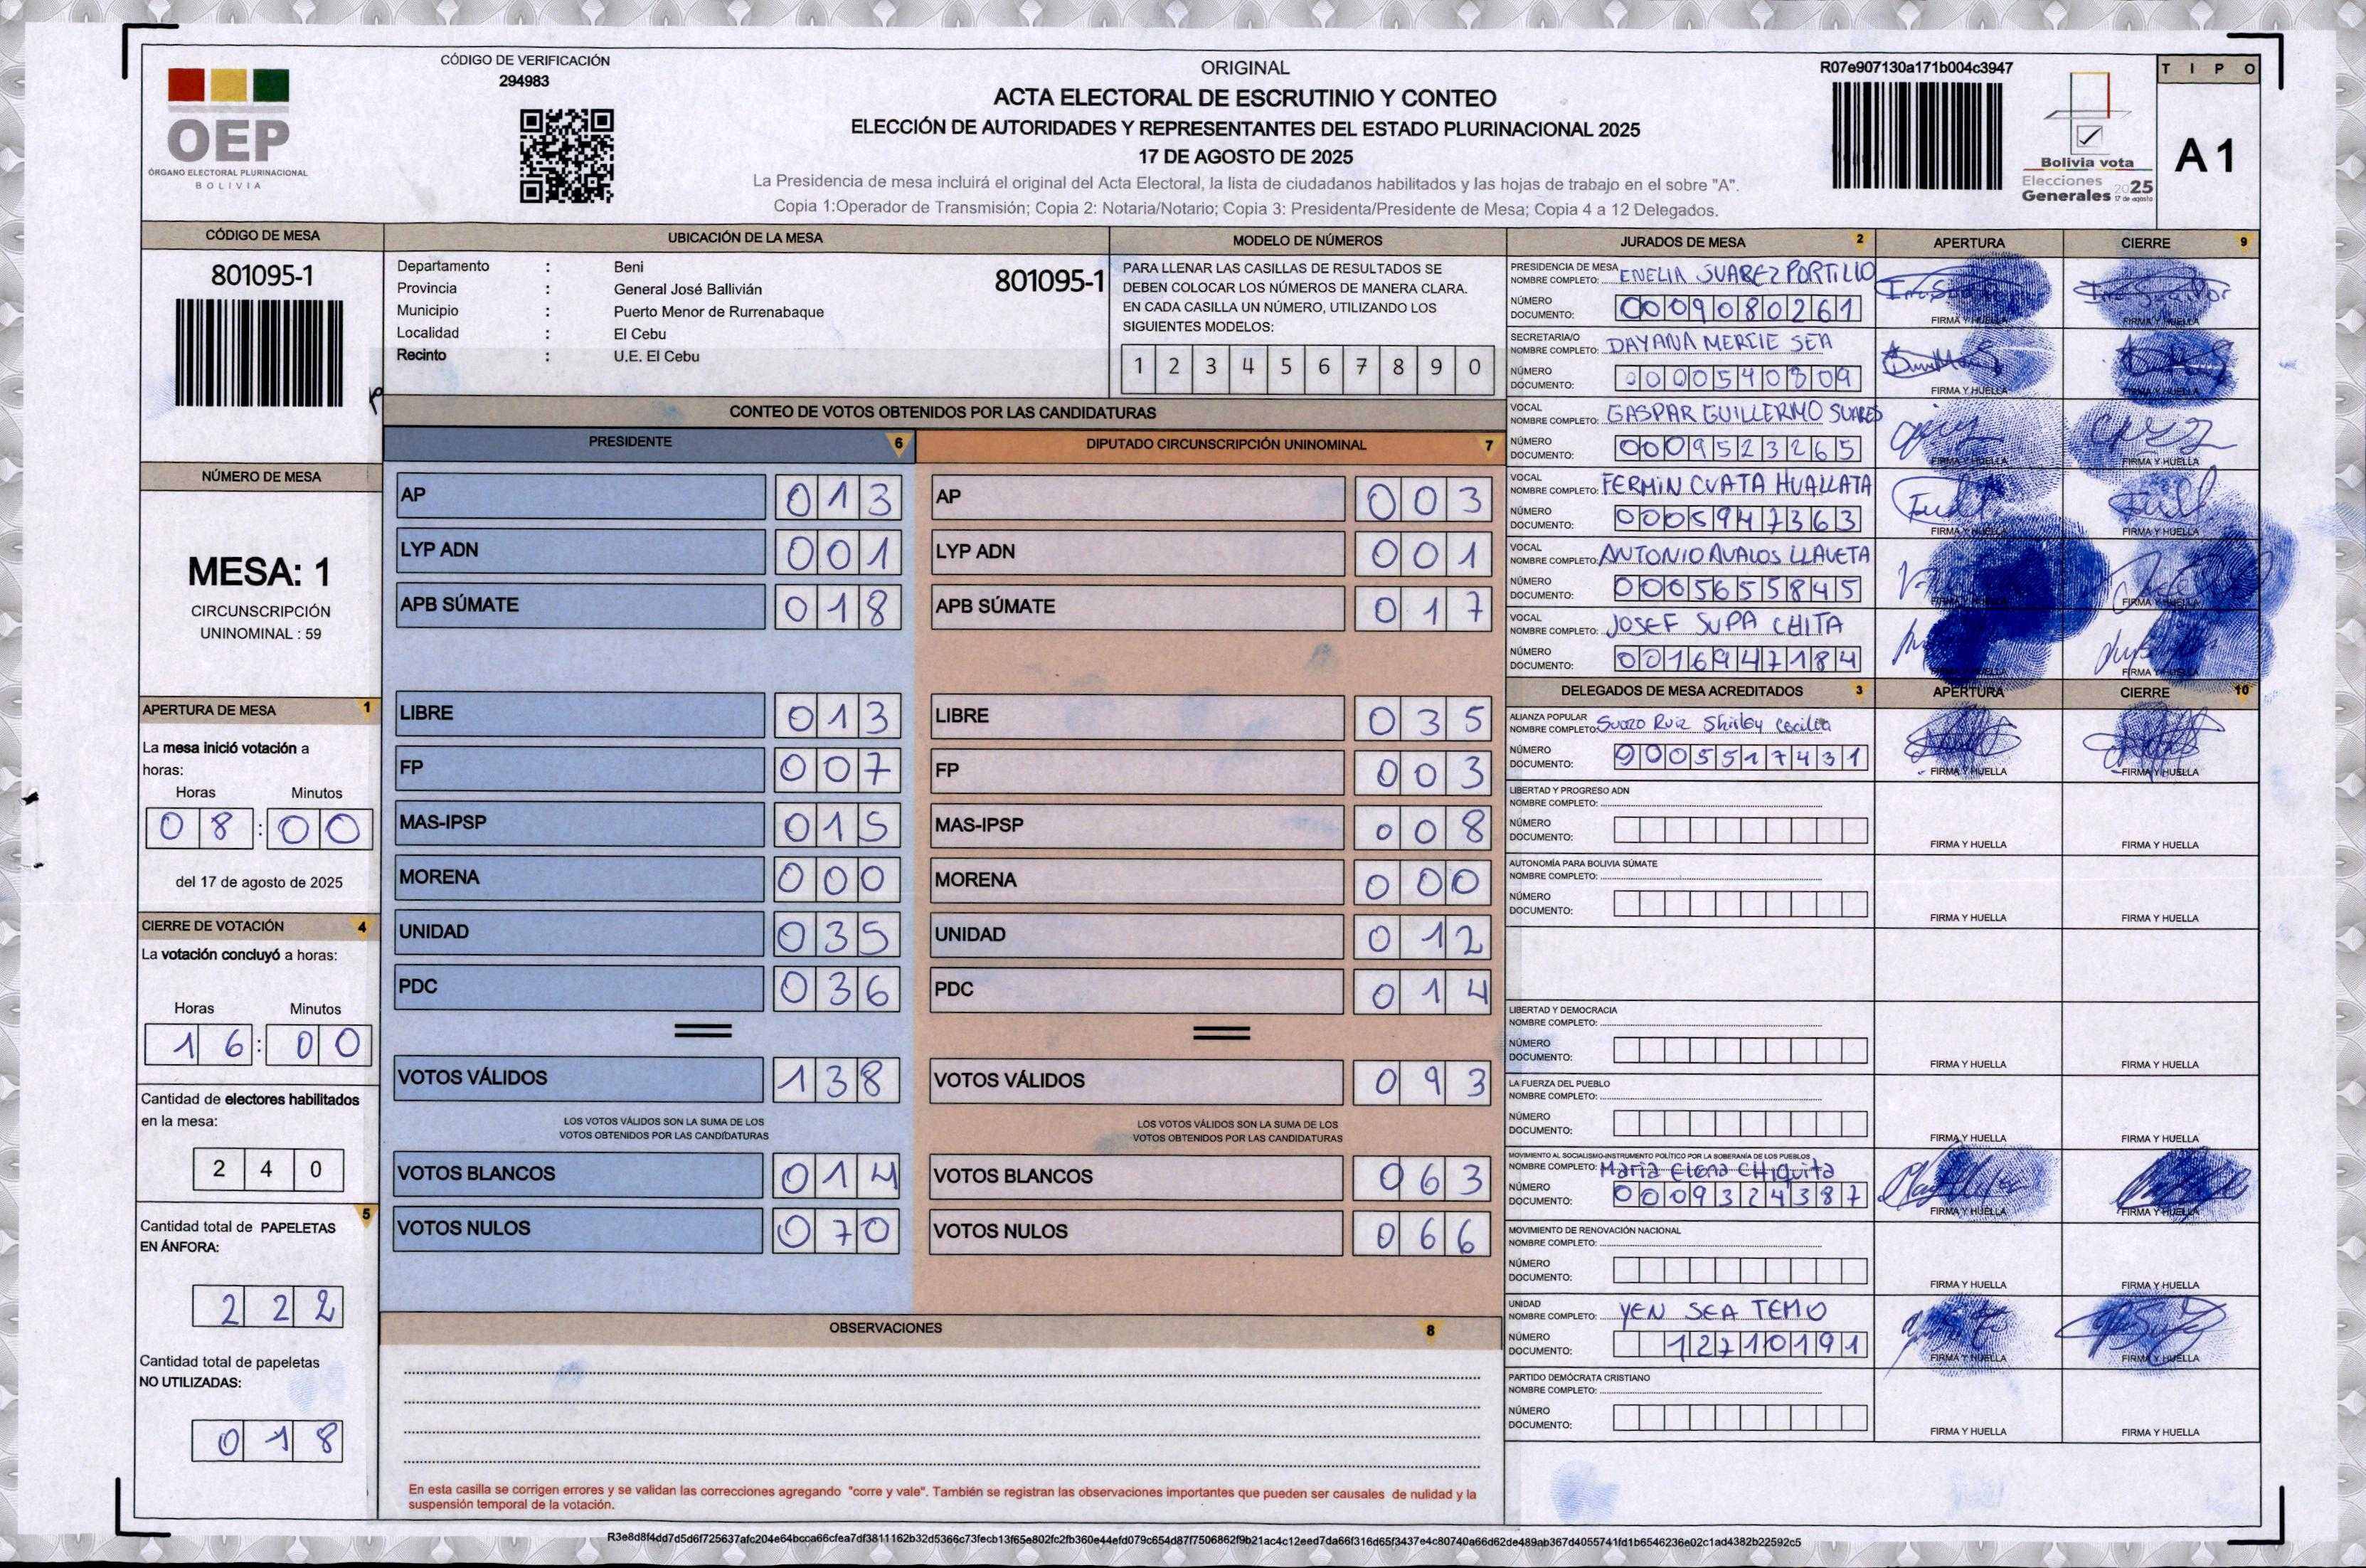 CÓDIGO DE VERIFICACIÓN
294983
OEP
ÓRGANO ELECTORAL PLURINACIONAL
BOLIVIA
ORIGINAL
ACTA ELECTORAL DE ESCRUTINIO Y CONTEO
ELECCIÓN DE AUTORIDADES Y REPRESENTANTES DEL ESTADO PLURINACIONAL 2025
17 DE AGOSTO DE 2025
La Presidencia de mesa incluirá el original del Acta Electoral, la lista de ciudadanos habilitados y las hojas de trabajo en el sobre "A".
Copia 1:Operador de Transmisión; Copia 2: Notaria/Notario; Copia 3: Presidenta/Presidente de Mesa; Copia 4 a 12 Delegados.
R07e907130a171b004c3947
Bolivia vota
Elecciones
Generales 2025
17 de agosto
TIPO
A1
CÓDIGO DE MESA
801095-1
UBICACIÓN DE LA MESA
Departamento : Beni
Provincia : General José Ballivián
Municipio : Puerto Menor de Rurrenabaque
Localidad : El Cebu
Recinto : U.E. El Cebu
801095-1
MODELO DE NÚMEROS
PARA LLENAR LAS CASILLAS DE RESULTADOS SE
DEBEN COLOCAR LOS NÚMEROS DE MANERA CLARA.
EN CADA CASILLA UN NÚMERO, UTILIZANDO LOS
SIGUIENTES MODELOS:
1 2 3 4 5 6 7 8 9 0
NÚMERO DE MESA
MESA: 1
CIRCUNSCRIPCIÓN
UNINOMINAL : 59
APERTURA DE MESA 1
La mesa inició votación a
horas:
Horas Minutos
08:00
del 17 de agosto de 2025
CIERRE DE VOTACIÓN 4
La votación concluyó a horas:
Horas Minutos
16:00
Cantidad de electores habilitados
en la mesa:
240
5
Cantidad total de PAPELETAS
EN ÁNFORA:
222
Cantidad total de papeletas
NO UTILIZADAS:
018
CONTEO DE VOTOS OBTENIDOS POR LAS CANDIDATURAS
PRESIDENTE 6
AP 013
LYP ADN 001
APB SÚMATE 018
LIBRE 013
FP 007
MAS-IPSP 015
MORENA 000
UNIDAD 035
PDC 036
VOTOS VÁLIDOS 138
LOS VOTOS VÁLIDOS SON LA SUMA DE LOS
VOTOS OBTENIDOS POR LAS CANDIDATURAS
VOTOS BLANCOS 014
VOTOS NULOS 070
DIPUTADO CIRCUNSCRIPCIÓN UNINOMINAL 7
AP 003
LYP ADN 001
APB SÚMATE 017
LIBRE 035
FP 003
MAS-IPSP 008
MORENA 000
UNIDAD 012
PDC 014
VOTOS VÁLIDOS 093
LOS VOTOS VÁLIDOS SON LA SUMA DE LOS
VOTOS OBTENIDOS POR LAS CANDIDATURAS
VOTOS BLANCOS 063
VOTOS NULOS 066
OBSERVACIONES 8
En esta casilla se corrigen errores y se validan las correcciones agregando "corre y vale". También se registran las observaciones importantes que pueden ser causales de nulidad y la
suspensión temporal de la votación.
JURADOS DE MESA 2 APERTURA CIERRE 9
PRESIDENCIA DE MESA
NOMBRE COMPLETO: ENELIA SUAREZ PORTILLO
NÚMERO
DOCUMENTO: 0009080261
FIRMA Y HUELLA FIRMA Y HUELLA
SECRETARIA/O
NOMBRE COMPLETO: DAYANA MERCIE SEA
NÚMERO
DOCUMENTO: 0000540309
FIRMA Y HUELLA FIRMA Y HUELLA
VOCAL
NOMBRE COMPLETO: GASPAR GUILLERMO SUARES
NÚMERO
DOCUMENTO: 0009523265
FIRMA Y HUELLA FIRMA Y HUELLA
VOCAL
NOMBRE COMPLETO: FERMIN CUATA HUALLATA
NÚMERO
DOCUMENTO: 0005947363
FIRMA Y HUELLA FIRMA Y HUELLA
VOCAL
NOMBRE COMPLETO: ANTONIO AVALOS LLAVETA
NÚMERO
DOCUMENTO: 0005655845
FIRMA Y HUELLA FIRMA Y HUELLA
VOCAL
NOMBRE COMPLETO: JOSEF SUPA CHITA
NÚMERO
DOCUMENTO: 0016947184
FIRMA Y HUELLA
DELEGADOS DE MESA ACREDITADOS 3 APERTURA CIERRE 10
ALIANZA POPULAR
NOMBRE COMPLETO: Suozo Ruiz Shirley Cecilia
NÚMERO
DOCUMENTO: 0005517431
FIRMA Y HUELLA FIRMA Y HUELLA
LIBERTAD Y PROGRESO ADN
NOMBRE COMPLETO:
NÚMERO
DOCUMENTO:
FIRMA Y HUELLA FIRMA Y HUELLA
AUTONOMÍA PARA BOLIVIA SÚMATE
NOMBRE COMPLETO:
NÚMERO
DOCUMENTO:
FIRMA Y HUELLA FIRMA Y HUELLA
LIBERTAD Y DEMOCRACIA
NOMBRE COMPLETO:
NÚMERO
DOCUMENTO:
FIRMA Y HUELLA FIRMA Y HUELLA
LA FUERZA DEL PUEBLO
NOMBRE COMPLETO:
NÚMERO
DOCUMENTO:
FIRMA Y HUELLA FIRMA Y HUELLA
MOVIMIENTO AL SOCIALISMO-INSTRUMENTO POLÍTICO POR LA SOBERANÍA DE LOS PUEBLOS
NOMBRE COMPLETO: Maria Elena CHIquita
NÚMERO
DOCUMENTO: 0009324387
FIRMA Y HUELLA FIRMA Y HUELLA
MOVIMIENTO DE RENOVACIÓN NACIONAL
NOMBRE COMPLETO:
NÚMERO
DOCUMENTO:
FIRMA Y HUELLA FIRMA Y HUELLA
UNIDAD
NOMBRE COMPLETO: YEN SEA TEMO
NÚMERO
DOCUMENTO: 12710191
FIRMA Y HUELLA FIRMA Y HUELLA
PARTIDO DEMÓCRATA CRISTIANO
NOMBRE COMPLETO:
NÚMERO
DOCUMENTO:
FIRMA Y HUELLA FIRMA Y HUELLA